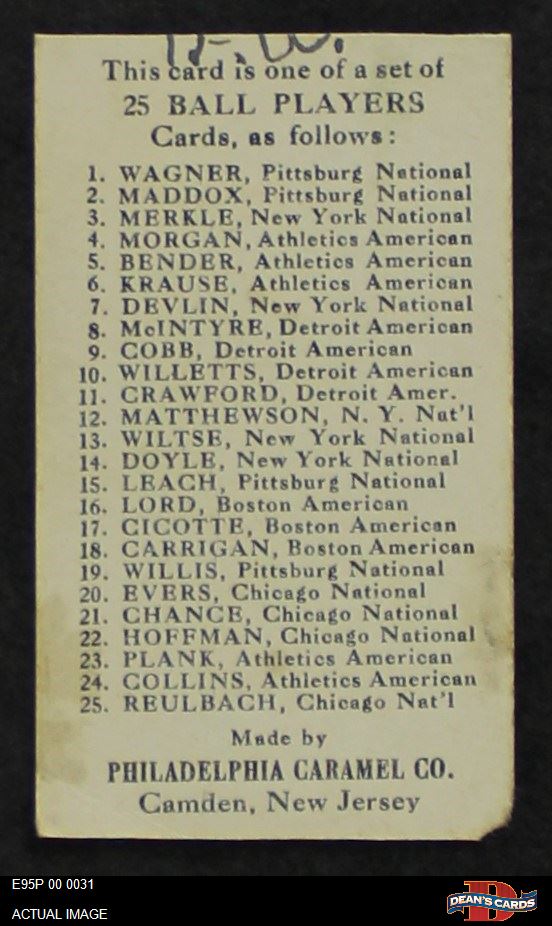 H. W.
This card is one of a set of
25 BALL PLAYERS
Cards, as follows:
1. WAGNER, Pittsburg National
2. MADDOX, Pittsburg National
3. MERKLE, New York National
4. MORGAN, Athletics American
5. BENDER, Athletics American
6. KRAUSE, Athletics American
7. DEVLIN, New York National
8. McINTYRE, Detroit American
9. COBB, Detroit American
10. WILLETTS, Detroit American
11. CRAWFORD, Detroit Amer.
12. MATTHEWSON, N. Y. Nat'l
13. WILTSE, New York National
14. DOYLE, New York National
15. LEACH, Pittsburg National
16. LORD, Boston American
17. CICOTTE, Boston American
18. CARRIGAN, Boston American
19. WILLIS, Pittsburg National
20. EVERS, Chicago National
21. CHANCE, Chicago National
22. HOFFMAN, Chicago National
23. PLANK, Athletics American
24. COLLINS, Athletics American
25. REULBACH, Chicago Nat'l
Made by
PHILADELPHIA CARAMEL CO.
Camden, New Jersey
E95P 00 0031
ACTUAL IMAGE
D
DEAN'S CARDS